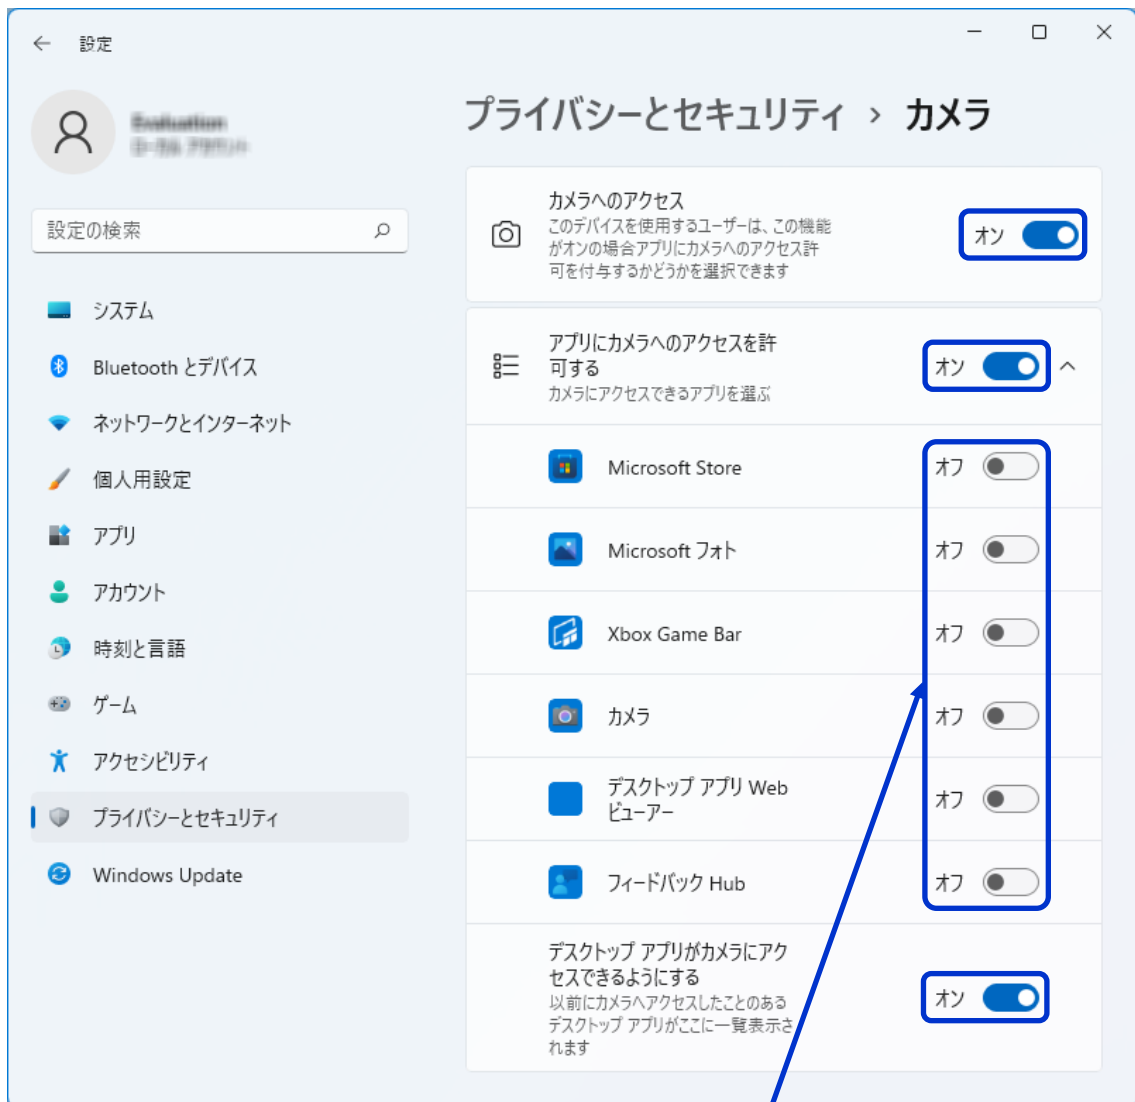 設定
プライバシーとセキュリティ › カメラ
設定の検索
システム
Bluetooth とデバイス
ネットワークとインターネット
個人用設定
アプリ
アカウント
時刻と言語
ゲーム
アクセシビリティ
プライバシーとセキュリティ
Windows Update
カメラへのアクセス
このデバイスを使用するユーザーは、この機能
がオンの場合アプリにカメラへのアクセス許
可を付与するかどうかを選択できます
オン
アプリにカメラへのアクセスを許
可する
カメラにアクセスできるアプリを選ぶ
オン
Microsoft Store
オフ
Microsoft フォト
オフ
Xbox Game Bar
オフ
カメラ
オフ
デスクトップ アプリ Web
ビューアー
オフ
フィードバック Hub
オフ
デスクトップ アプリがカメラにアク
セスできるようにする
以前にカメラへアクセスしたことのある
デスクトップ アプリがここに一覧表示さ
れます
オン